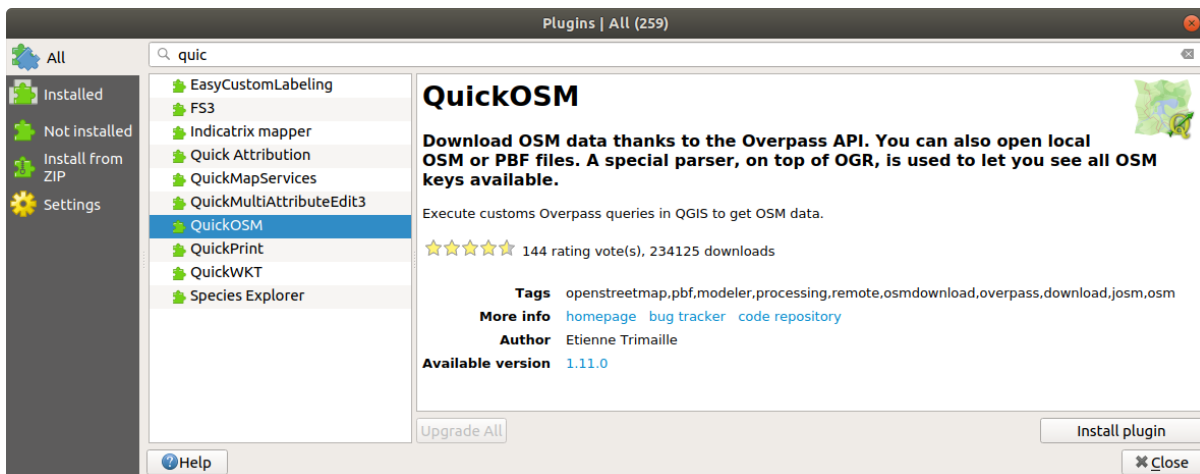 Plugins | All (259)
All
Installed
Not installed
Install from
ZIP
Settings
quic
EasyCustomLabeling
FS3
Indicatrix mapper
Quick Attribution
QuickMapServices
QuickMultiAttributeEdit3
QuickOSM
QuickPrint
QuickWKT
Species Explorer
QuickOSM
Download OSM data thanks to the Overpass API. You can also open local
OSM or PBF files. A special parser, on top of OGR, is used to let you see all OSM
keys available.
Execute customs Overpass queries in QGIS to get OSM data.
144 rating vote(s), 234125 downloads
Tags openstreetmap,pbf,modeler,processing,remote,osmdownload,overpass,download,josm,osm
More info homepage bug tracker code repository
Author Etienne Trimaille
Available version 1.11.0
Upgrade All
Install plugin
Help
Close